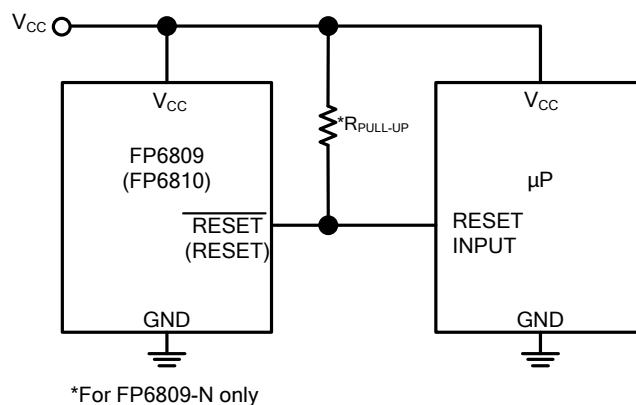 VCC
VCC
FP6809
(FP6810)
RESET
(RESET)
GND
*RPULL-UP
VCC
µP
RESET
INPUT
GND
*For FP6809-N only